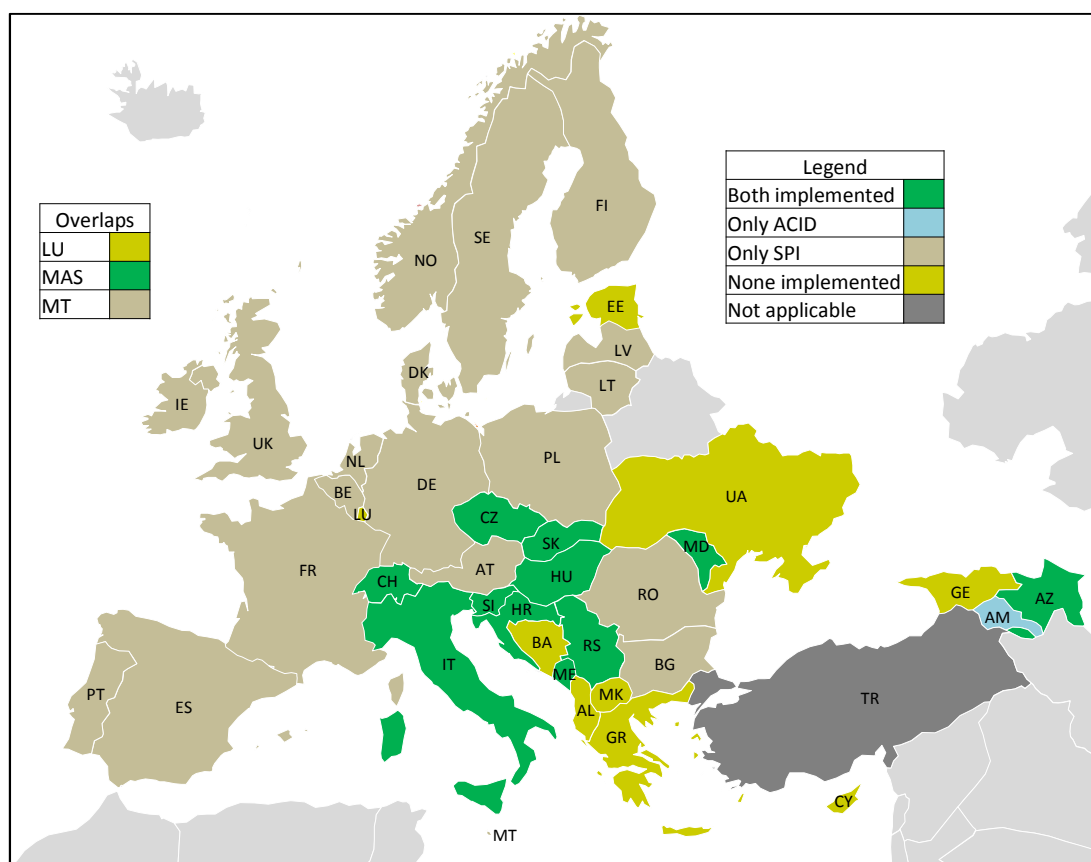 Overlaps
LU
MAS
MT
Legend
Both implemented
Only ACID
Only SPI
None implemented
Not applicable
FI
SE
NO
EE
LV
DK
LT
IE
UK
NL
PL
BE
DE
LU
UA
CZ
SK
MD
FR
AT
CH
HU
RO
GE
AZ
SI
HR
AM
BA
RS
IT
BG
ME
PT
ES
MK
TR
AL
GR
CY
MT